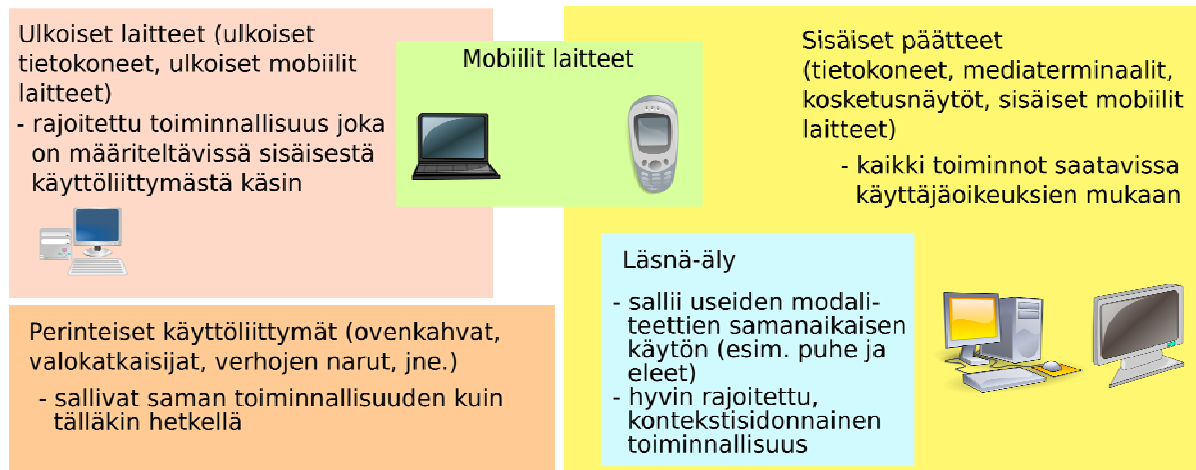 Ulkoiset laitteet (ulkoiset
tietokoneet, ulkoiset mobiilit
laitteet)
- rajoitettu toiminnallisuus joka
on määriteltävissä sisäisestä
käyttöliittymästä käsin
Mobiilit laitteet
Sisäiset päätteet
(tietokoneet, mediaterminaalit,
kosketusnäytöt, sisäiset mobiilit
laitteet)
- kaikki toiminnot saatavissa
käyttäjäoikeuksien mukaan
Perinteiset käyttöliittymät (ovenkahvat,
valokatkaisijat, verhojen narut, jne.)
- sallivat saman toiminnallisuuden kuin
tälläkin hetkellä
Läsnä-äly
- sallii useiden modali-
teettien samanaikaisen
käytön (esim. puhe ja
eleet)
- hyvin rajoitettu,
kontekstisidonnainen
toiminnallisuus